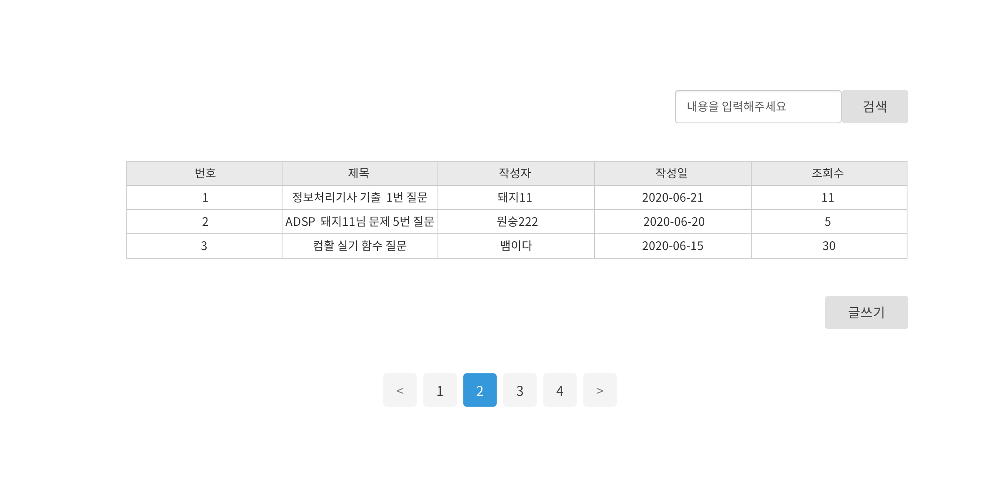 내용을 입력해주세요 검색
번호 제목 작성자 작성일 조회수
1 정보처리기사 기출 1번 질문 돼지11 2020-06-21 11
2 ADSP 돼지11님 문제 5번 질문 원숭222 2020-06-20 5
3 컴활 실기 함수 질문 뱀이다 2020-06-15 30
글쓰기
< 1 2 3 4 >